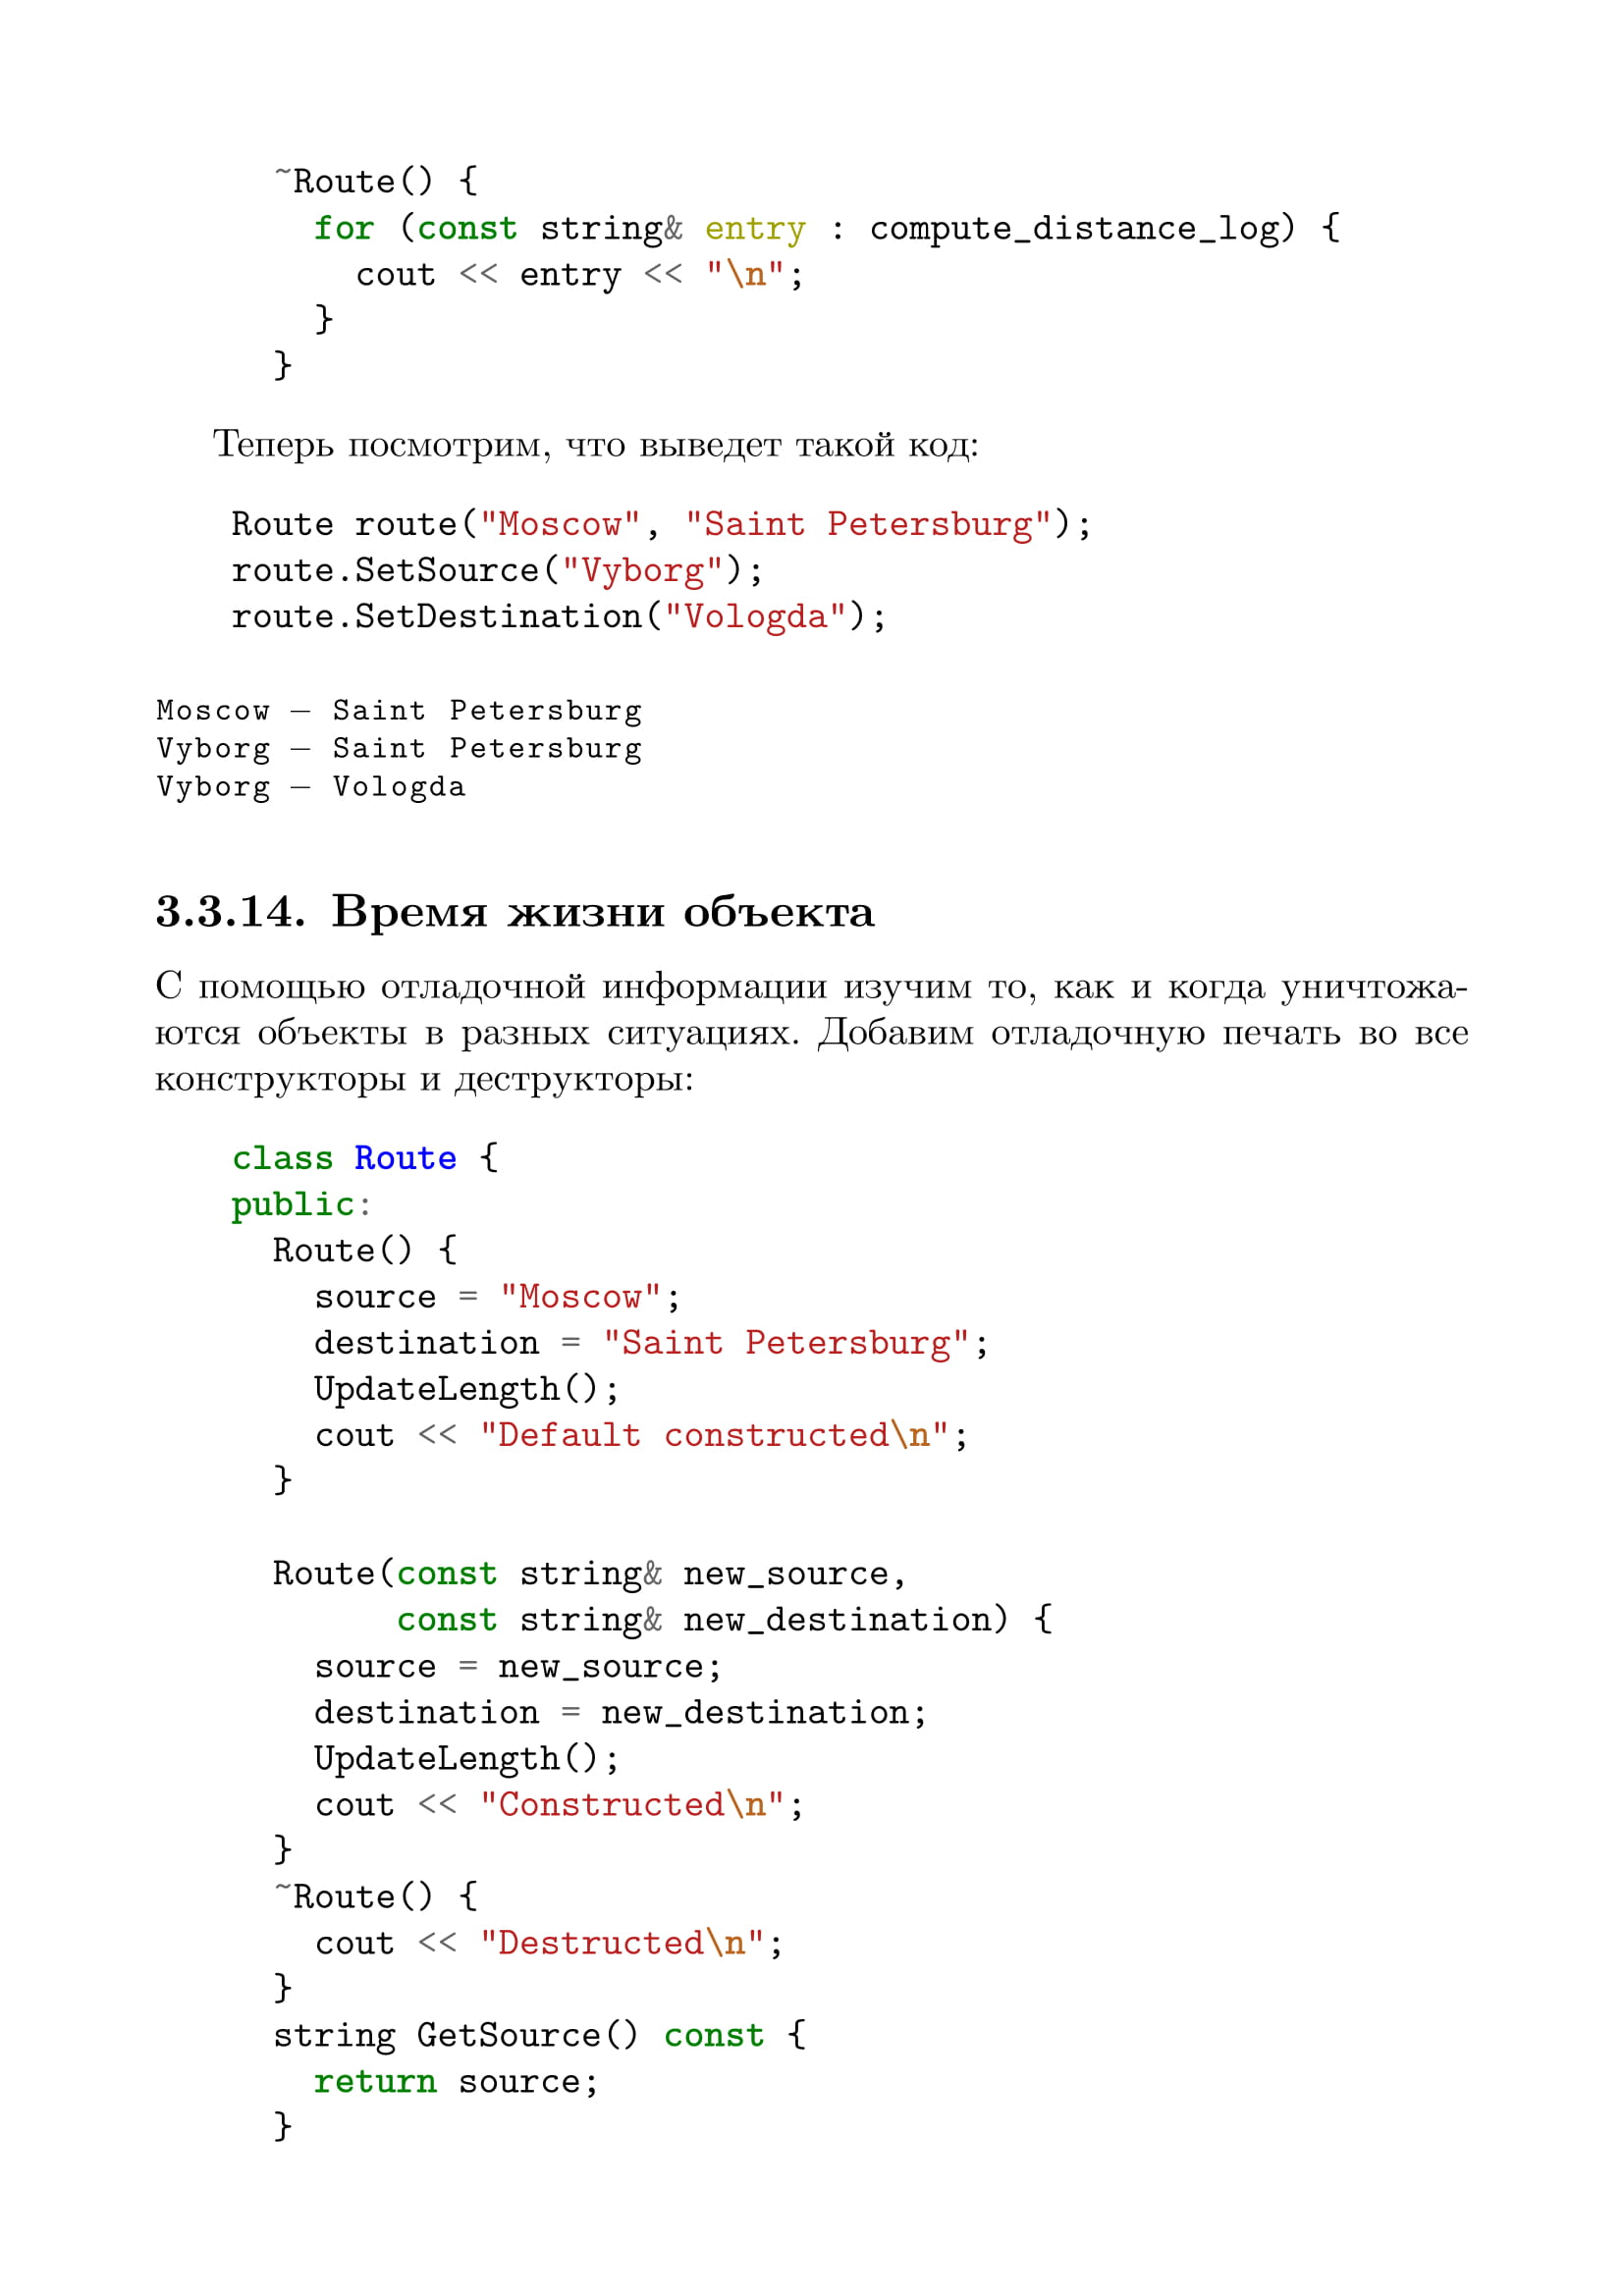 ~Route() {
for (const string& entry : compute_distance_log) {
cout << entry << "\n";
}
}
Теперь посмотрим, что выведет такой код:
Route route("Moscow", "Saint Petersburg");
route.SetSource("Vyborg");
route.SetDestination("Vologda");
Moscow — Saint Petersburg
Vyborg — Saint Petersburg
Vyborg — Vologda
3.3.14. Время жизни объекта
С помощью отладочной информации изучим то, как и когда уничтожа-
ются объекты в разных ситуациях. Добавим отладочную печать во все
конструкторы и деструкторы:
class Route {
public:
Route() {
source = "Moscow";
destination = "Saint Petersburg";
UpdateLength();
cout << "Default constructed\n";
}
Route(const string& new_source,
const string& new_destination) {
source = new_source;
destination = new_destination;
UpdateLength();
cout << "Constructed\n";
}
~Route() {
cout << "Destructed\n";
}
string GetSource() const {
return source;
}